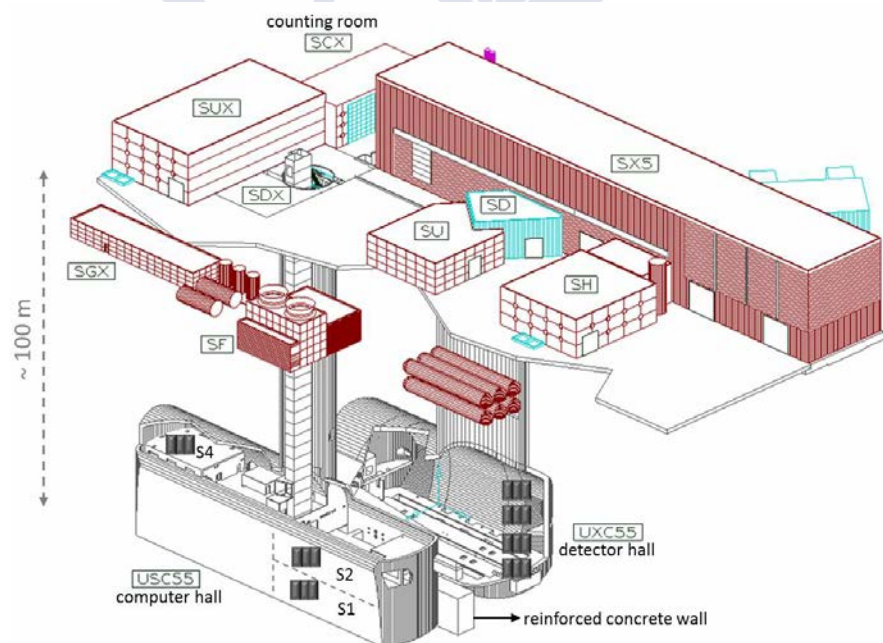 counting room
SCX
SUX
SX5
SDX
SD
SU
SGX
SH
SF
~ 100 m
S4
UXC55
detector hall
USC55
computer hall
S2
S1
reinforced concrete wall